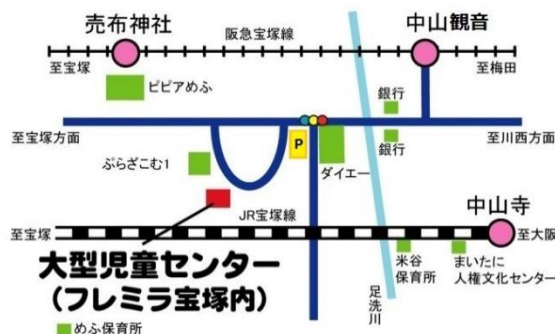 売布神社
阪急宝塚線
中山観音
至宝塚
至梅田
ピピアめふ
銀行
至宝塚方面
P
銀行
至川西方面
ぷらざこむ1
ダイエー
JR宝塚線
中山寺
至宝塚
至大阪
大型児童センター
(フレミラ宝塚内)
米谷
保育所
まいたに
人権文化センター
足洗川
めふ保育所